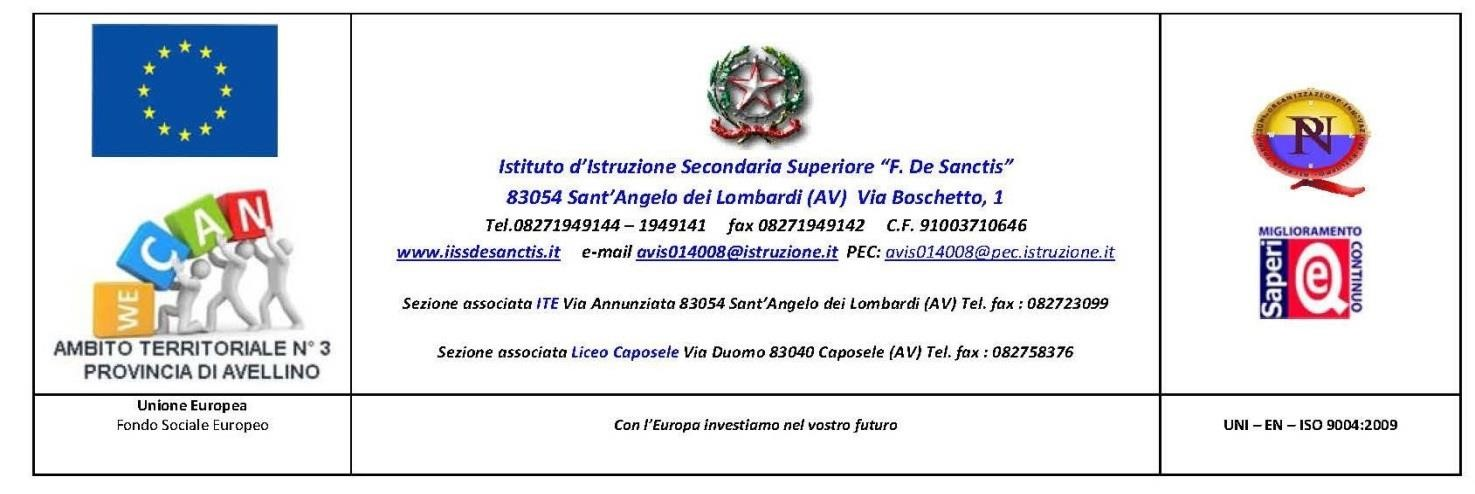 WE CAN
AMBITO TERRITORIALE N° 3
PROVINCIA DI AVELLINO
Istituto d'Istruzione Secondaria Superiore “F. De Sanctis”
83054 Sant'Angelo dei Lombardi (AV) Via Boschetto, 1
Tel.08271949144 – 1949141 fax 08271949142 C.F. 91003710646
www.iissdesanctis.it e-mail avis014008@istruzione.it PEC: avis014008@pec.istruzione.it
Sezione associata ITE Via Annunziata 83054 Sant'Angelo dei Lombardi (AV) Tel. fax : 082723099
Sezione associata Liceo Caposele Via Duomo 83040 Caposele (AV) Tel. fax : 082758376
MIGLIORAMENTO
CONTINUO
Saperi
e
Unione Europea
Fondo Sociale Europeo
Con l'Europa investiamo nel vostro futuro
UNI – EN – ISO 9004:2009